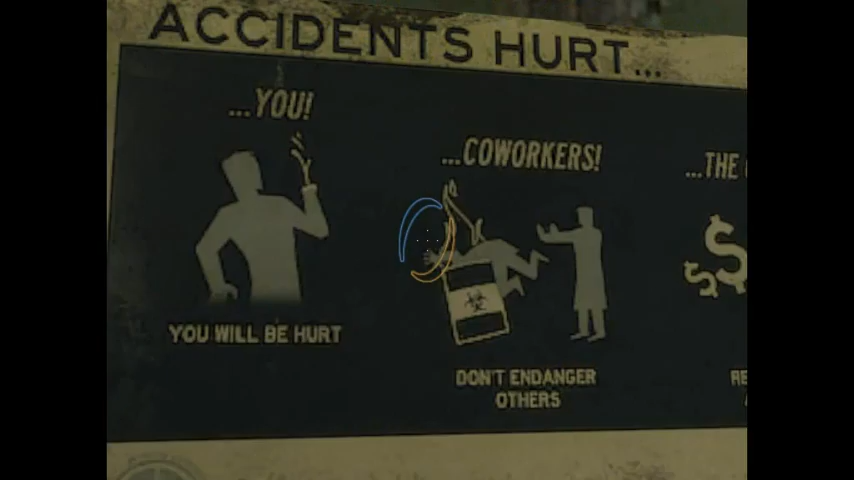 ACCIDENTS HURT...
...YOU!
YOU WILL BE HURT
...COWORKERS!
DON'T ENDANGER
OTHERS
...THE